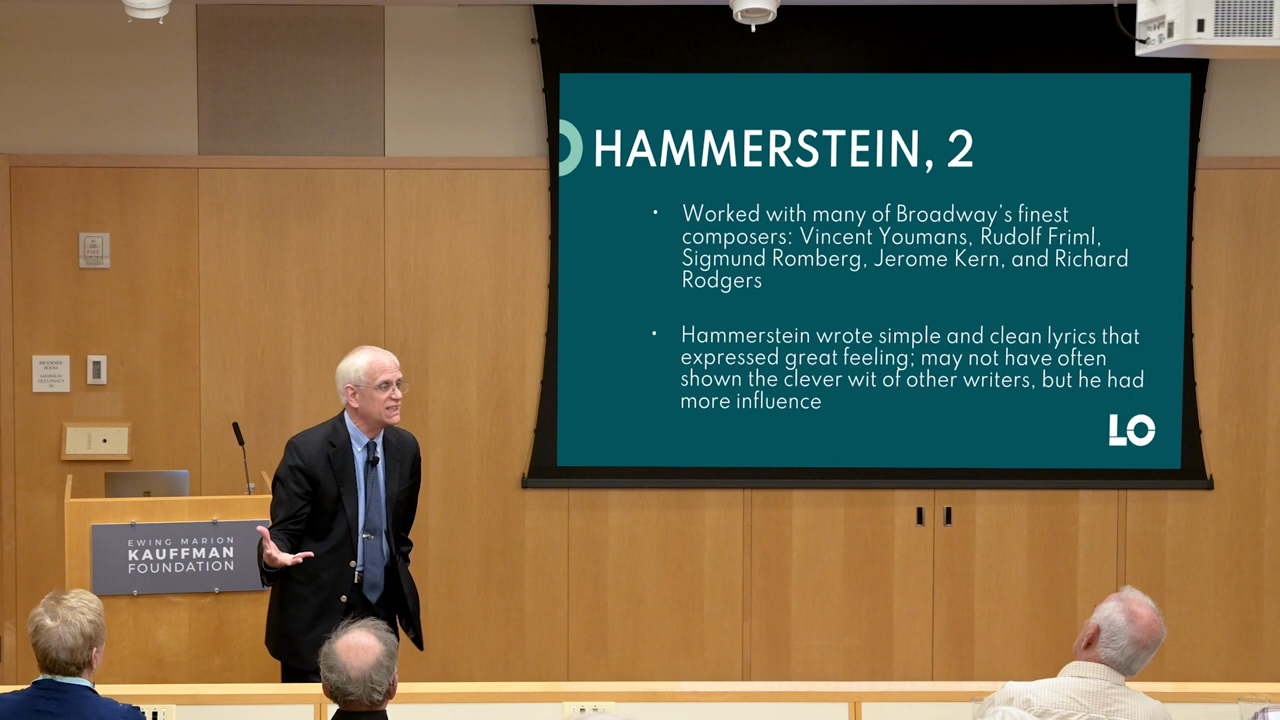 HAMMERSTEIN, 2
• Worked with many of Broadway's finest
composers: Vincent Youmans, Rudolf Friml,
Sigmund Romberg, Jerome Kern, and Richard
Rodgers
• Hammerstein wrote simple and clean lyrics that
expressed great feeling; may not have often
shown the clever wit of other writers, but he had
more influence
LO
EWING MARION
KAUFFMAN
FOUNDATION